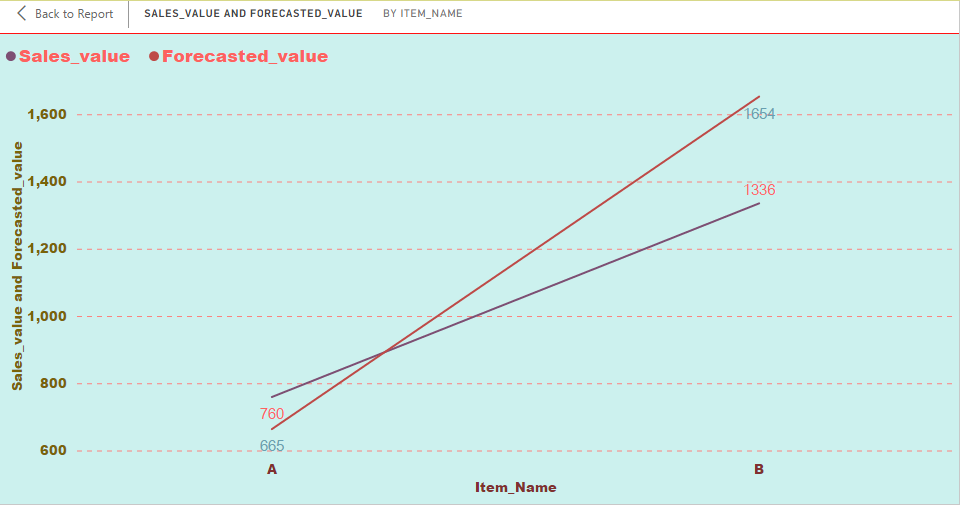 Back to Report
SALES_VALUE AND FORECASTED_VALUE BY ITEM_NAME
Sales_value Forecasted_value
Sales_value and Forecasted_value
1,600
1,400
1,200
1,000
800
600
1654
1336
760
665
A B
Item_Name